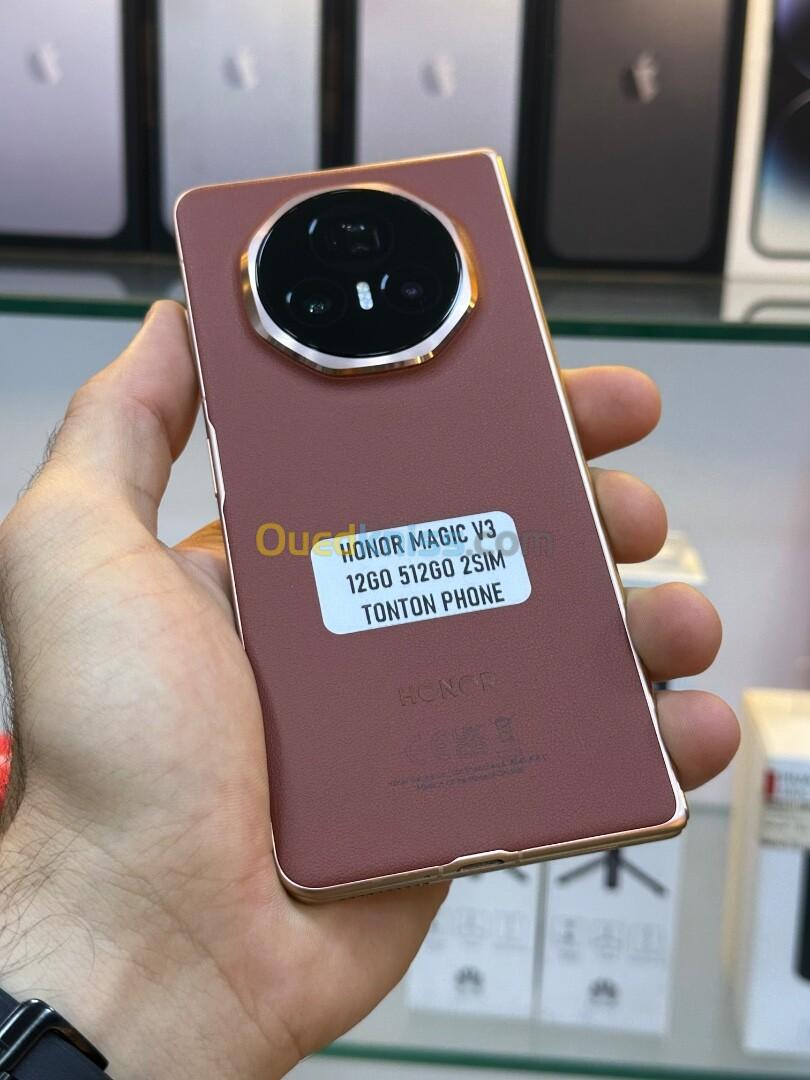 Ouedkniss.com
HONOR MAGIC V3
12GO 512GO 2SIM
TONTON PHONE
HONOR